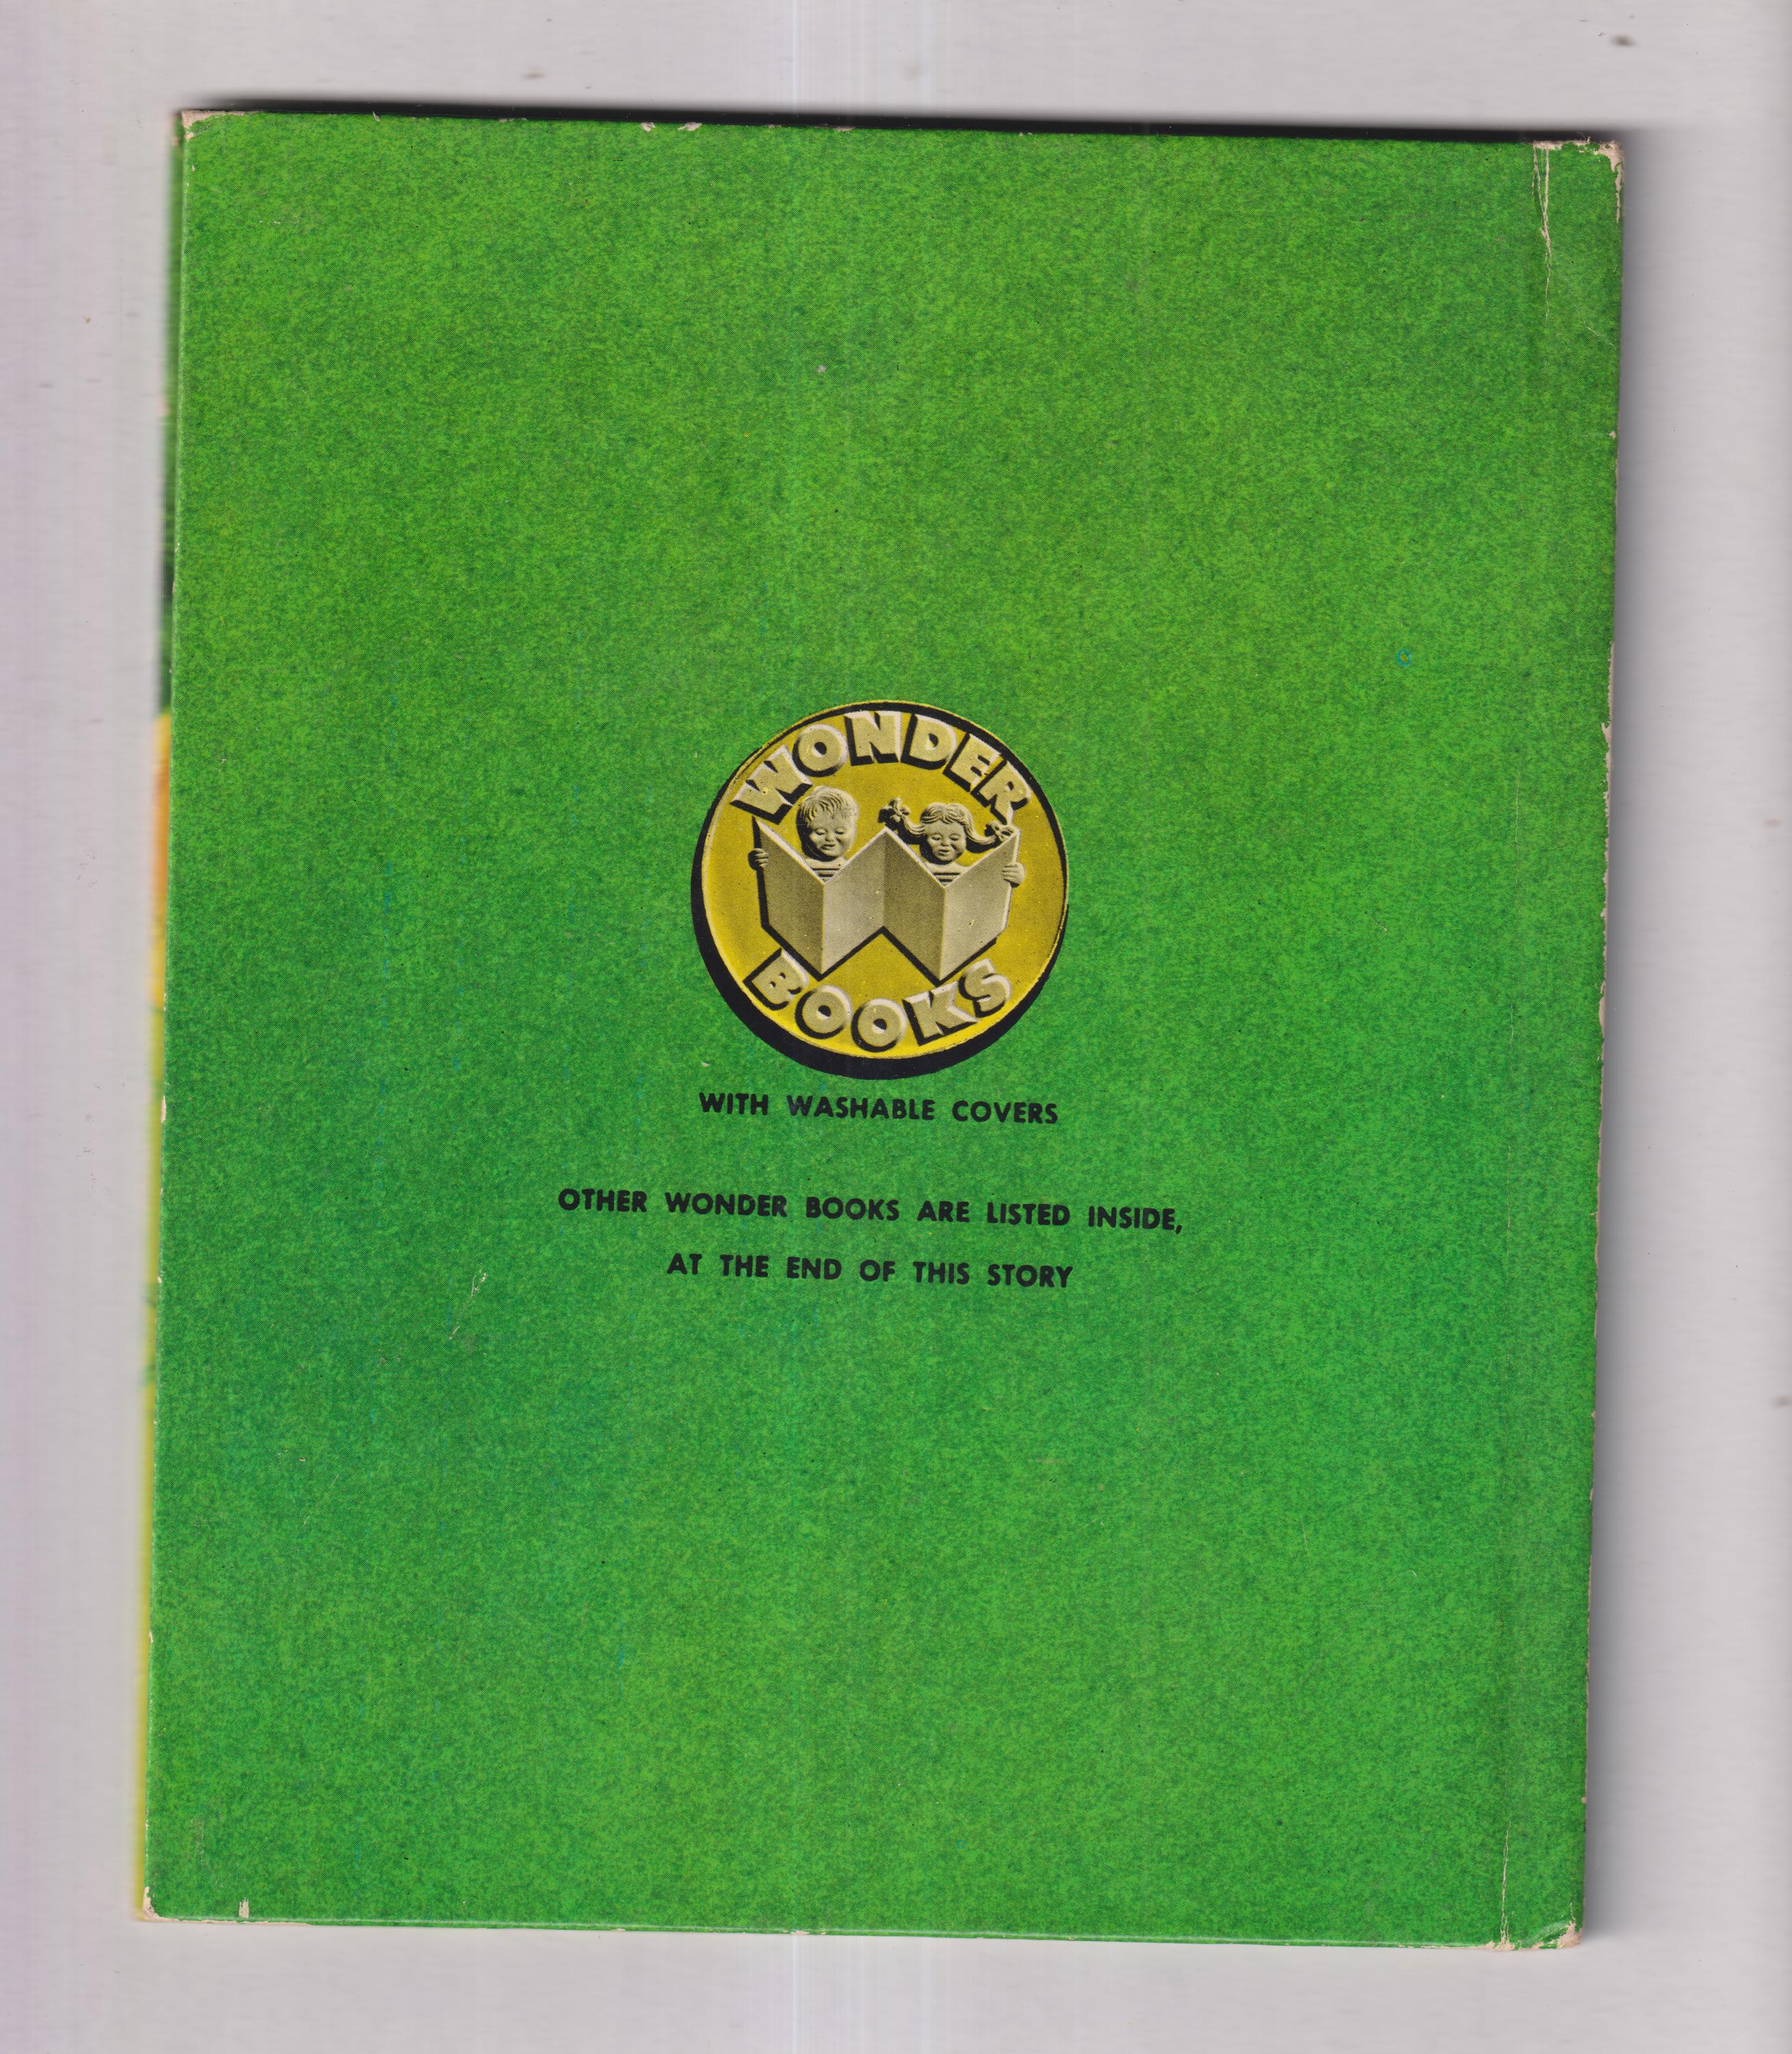 WONDER
BOOKS
WITH WASHABLE COVERS
OTHER WONDER BOOKS ARE LISTED INSIDE,
AT THE END OF THIS STORY